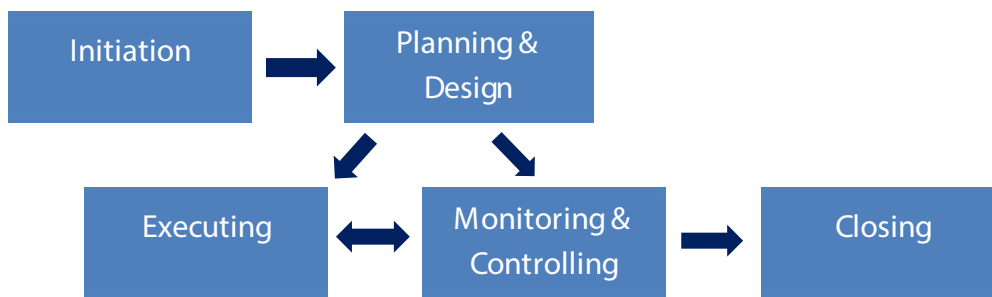 Initiation
Planning &
Design
Executing
Monitoring &
Controlling
Closing